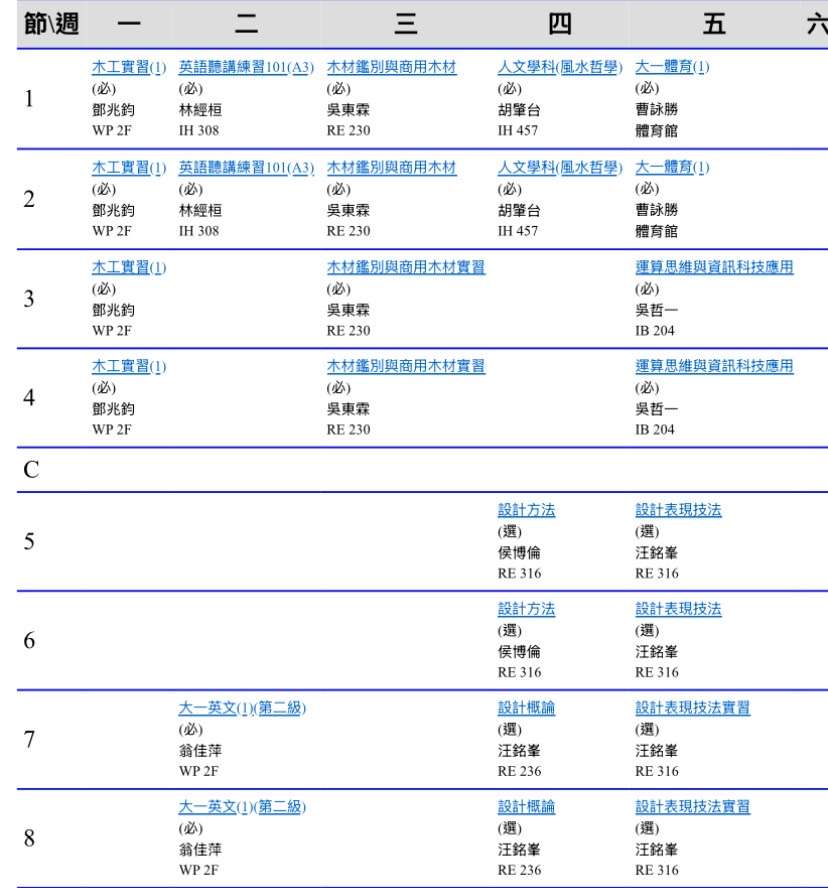 節\週 一 二 三 四 五 六
1
木工實習(1) 英語聽講練習101(A3) 木材鑑別與商用木材 人文學科(風水哲學) 大一體育(1)
(必) (必) (必) (必) (必)
鄧兆鈞 林經桓 吳東霖 胡肇台 曹詠勝
WP 2F IH 308 RE 230 IH 457 體育館
2
木工實習(1) 英語聽講練習101(A3) 木材鑑別與商用木材 人文學科(風水哲學) 大一體育(1)
(必) (必) (必) (必) (必)
鄧兆鈞 林經桓 吳東霖 胡肇台 曹詠勝
WP 2F IH 308 RE 230 IH 457 體育館
3
木工實習(1) 木材鑑別與商用木材實習 運算思維與資訊科技應用
(必) (必) (必)
鄧兆鈞 吳東霖 吳哲一
WP 2F RE 230 IB 204
4
木工實習(1) 木材鑑別與商用木材實習 運算思維與資訊科技應用
(必) (必) (必)
鄧兆鈞 吳東霖 吳哲一
WP 2F RE 230 IB 204
C
5
設計方法 設計表現技法
(選) (選)
侯博倫 汪銘峯
RE 316 RE 316
6
設計方法 設計表現技法
(選) (選)
侯博倫 汪銘峯
RE 316 RE 316
7
大一英文(1)(第二級) 設計概論 設計表現技法實習
(必) (選) (選)
翁佳萍 汪銘峯 汪銘峯
WP 2F RE 236 RE 316
8
大一英文(1)(第二級) 設計概論 設計表現技法實習
(必) (選) (選)
翁佳萍 汪銘峯 汪銘峯
WP 2F RE 236 RE 316